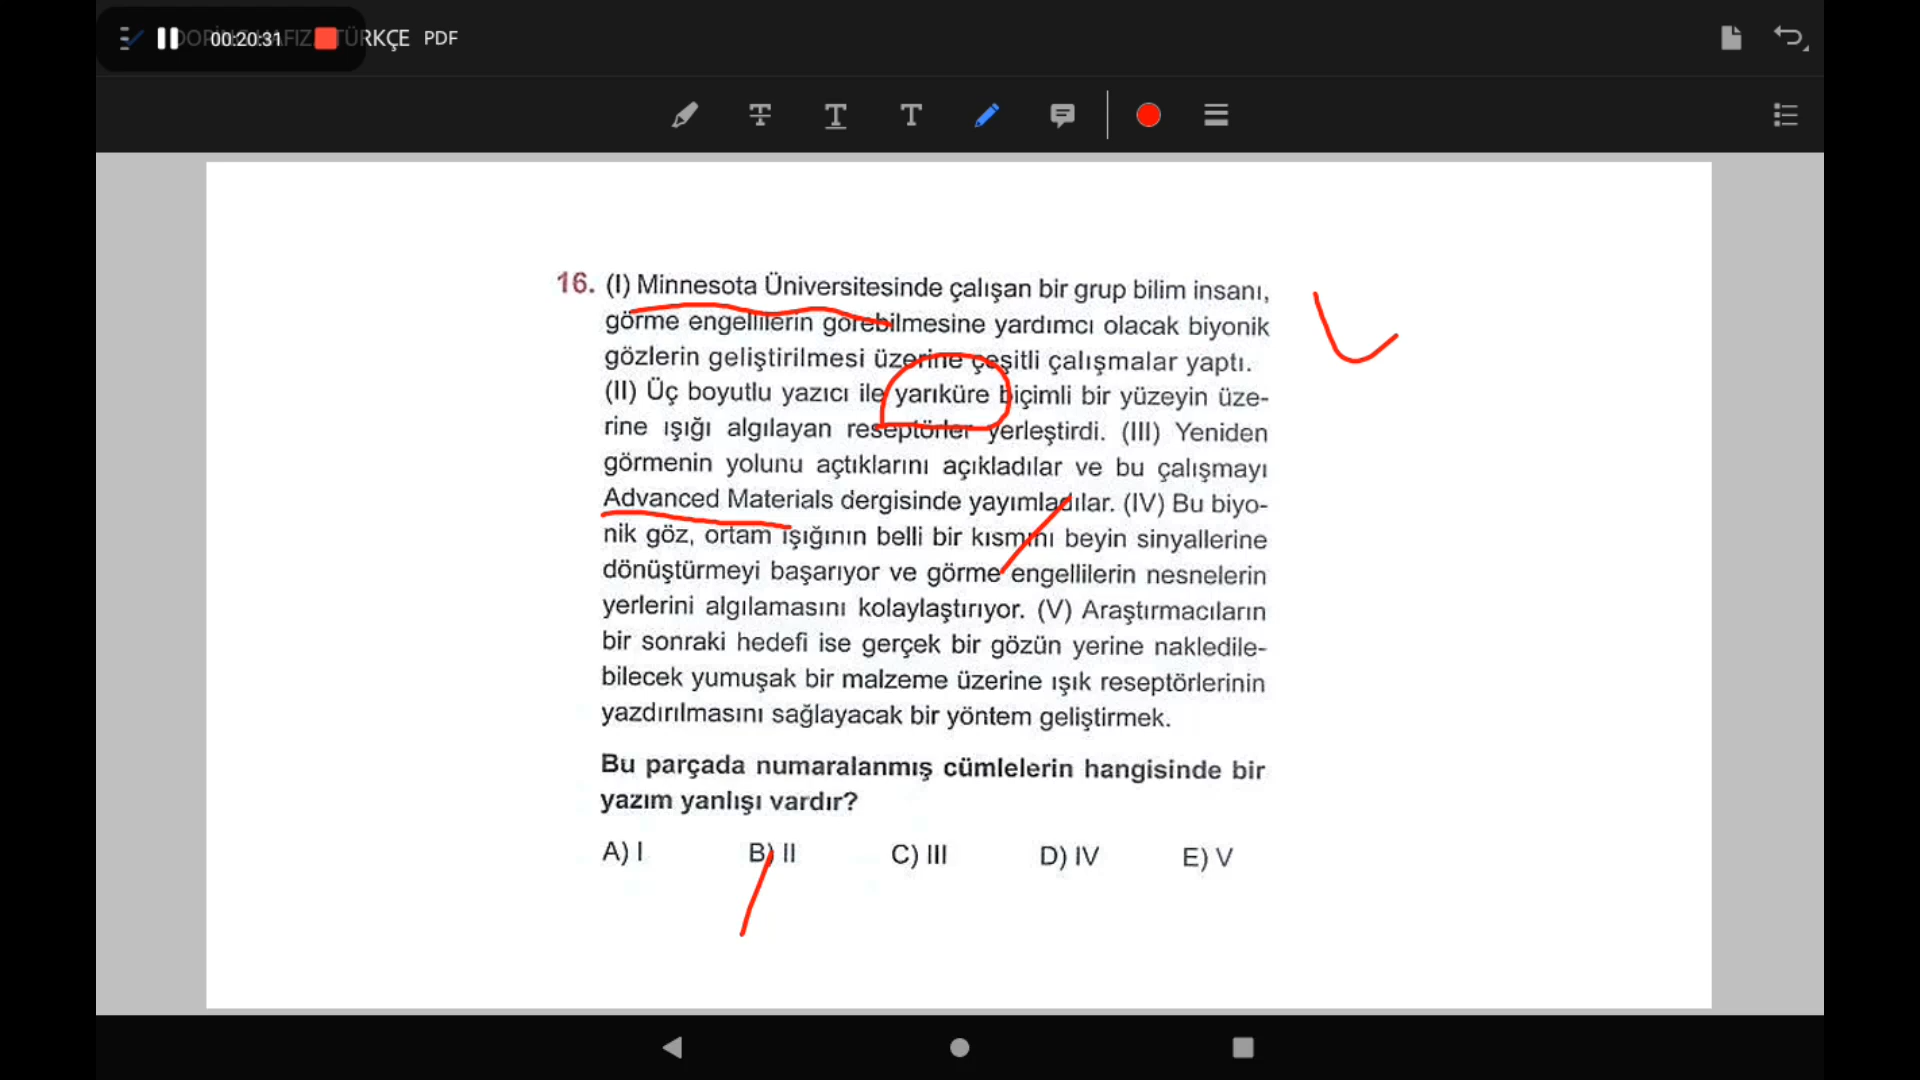 00:20:31
TÜRKÇE PDF
16. (I) Minnesota Üniversitesinde çalışan bir grup bilim insanı,
görme engellilerin görebilmesine yardımcı olacak biyonik
gözlerin geliştirilmesi üzerine çeşitli çalışmalar yaptı.
(II) Üç boyutlu yazıcı ile yarıküre biçimli bir yüzeyin üze-
rine ışığı algılayan reseptörler yerleştirdi. (III) Yeniden
görmenin yolunu açtıklarını açıkladılar ve bu çalışmayı
Advanced Materials dergisinde yayımladılar. (IV) Bu biyo-
nik göz, ortam ışığının belli bir kısmını beyin sinyallerine
dönüştürmeyi başarıyor ve görme engellilerin nesnelerin
yerlerini algılamasını kolaylaştırıyor. (V) Araştırmacıların
bir sonraki hedefi ise gerçek bir gözün yerine nakledile-
bilecek yumuşak bir malzeme üzerine ışık reseptörlerinin
yazdırılmasını sağlayacak bir yöntem geliştirmek.
Bu parçada numaralanmış cümlelerin hangisinde bir
yazım yanlışı vardır?
A) I B) II C) III D) IV E) V